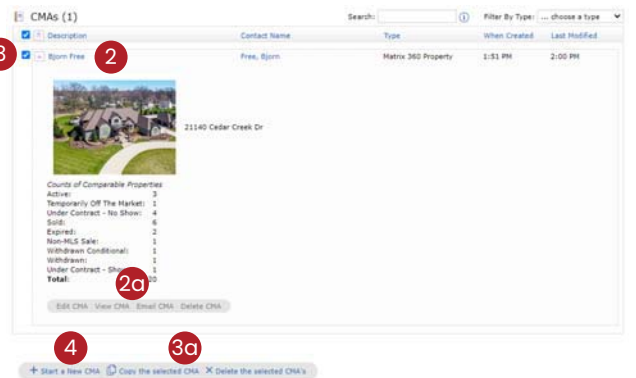 CMAs (1) Search: Filter By Type: ... choose a type
Description Contact Name Type When Created Last Modified
3 Bjorn Free 2 Free, Bjorn Matrix 360 Property 1:51 PM 2:00 PM
21140 Cedar Creek Dr
Counts of Comparable Properties
Active: 3
Temporarily Off The Market: 1
Under Contract - No Show: 4
Sold: 6
Expired: 2
Non-MLS Sale: 1
Withdrawn Conditional: 1
Withdrawn: 1
Under Contract - Show: 1
Total: 20
2a
Edit CMA View CMA Email CMA Delete CMA
4 3a
+ Start a New CMA Copy the selected CMA X Delete the selected CMA's